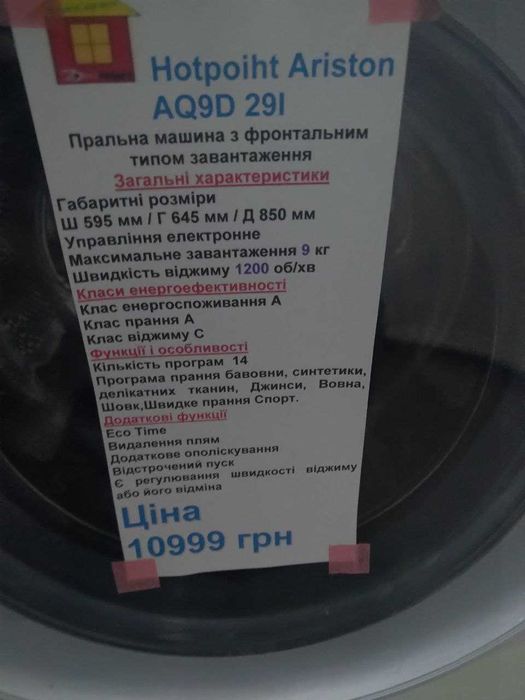 Hotpoiht Ariston
AQ9D 29I
Пральна машина з фронтальним
типом завантаження
Загальні характеристики
Габаритні розміри
Ш 595 мм / Г 645 мм / Д 850 мм
Управління електронне
Максимальне завантаження 9 кг
Швидкість віджиму 1200 об/хв
Класи енергоефективності
Клас енергоспоживання А
Клас прання А
Клас віджиму С
Функції і особливості
Кількість програм 14
Програма прання бавовни, синтетики,
делікатних тканин, Джинси, Вовна,
Шовк,Швидке прання Спорт.
Додаткові функції
Eco Time
Видалення плям
Додаткове ополіскування
Відстрочений пуск
Є регулювання швидкості віджиму
або його відміна
Ціна
10999 грн